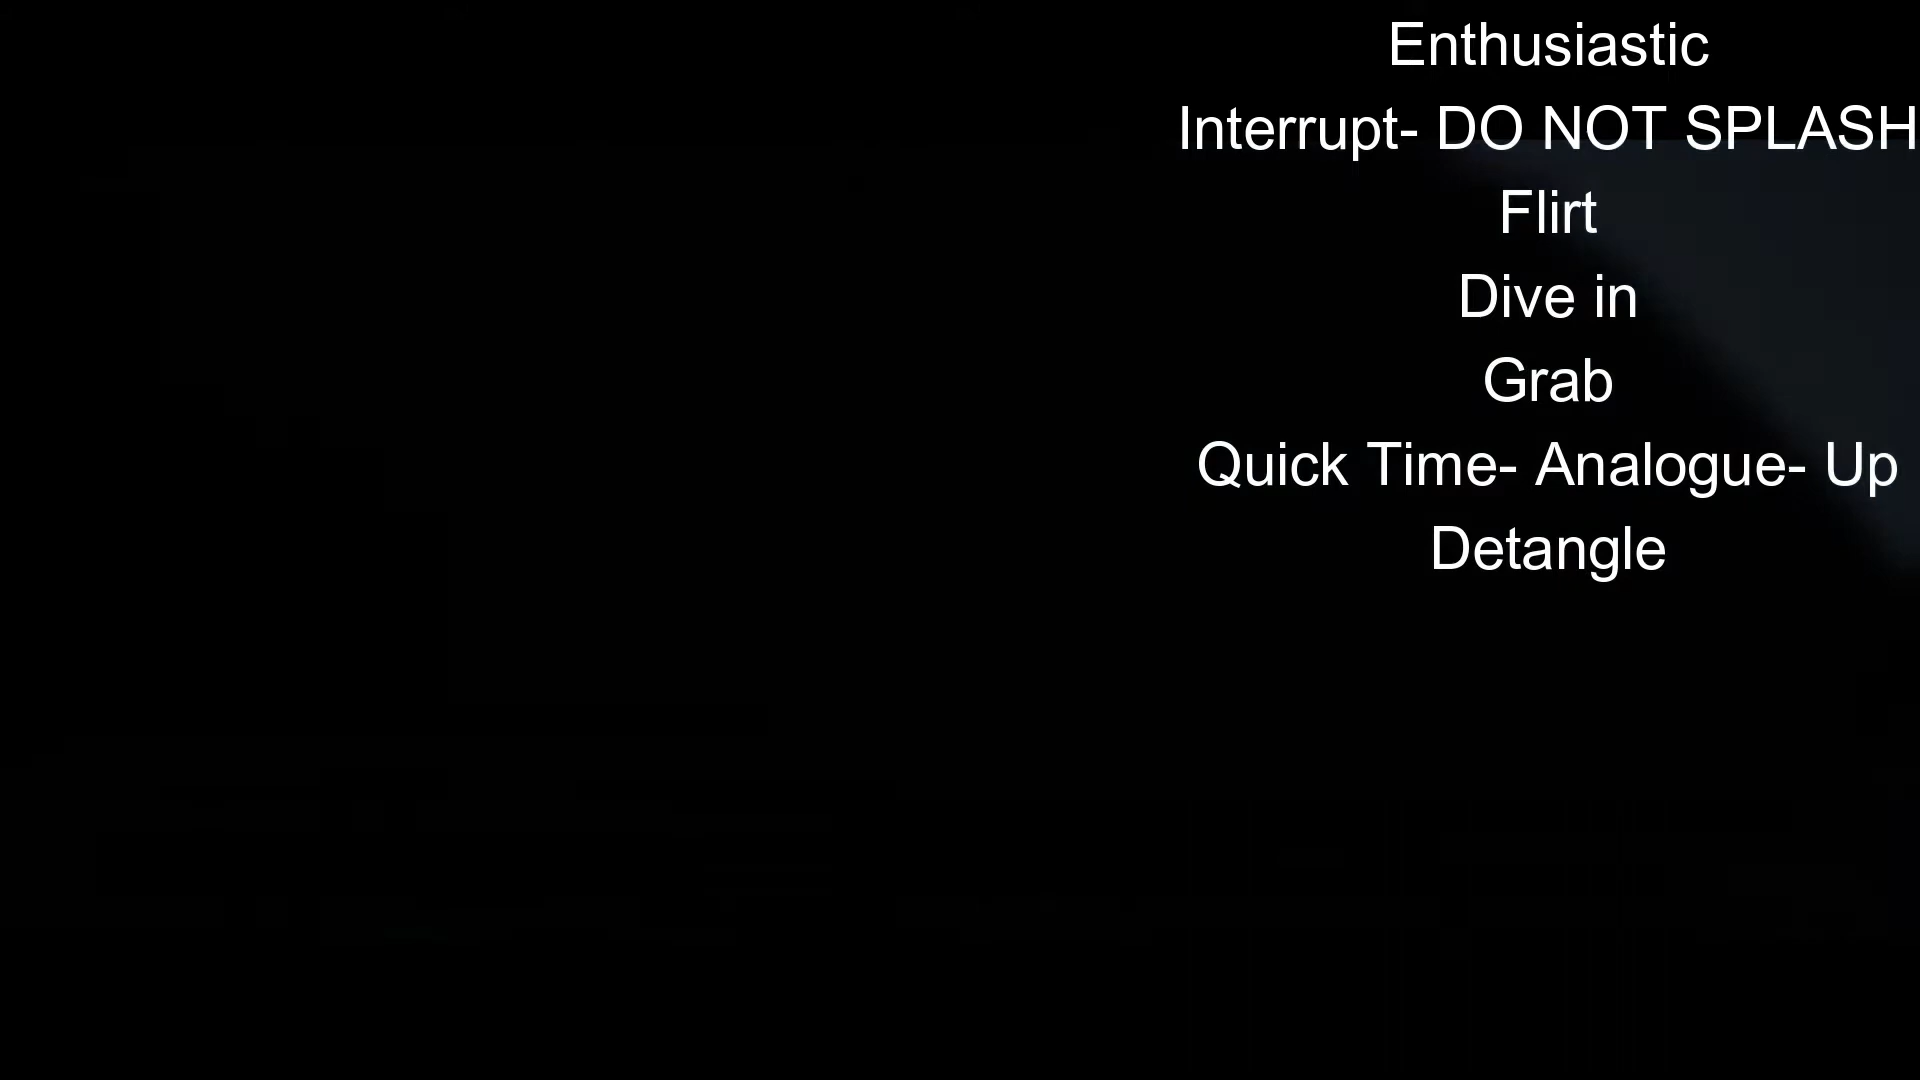 Enthusiastic
Interrupt- DO NOT SPLASH
Flirt
Dive in
Grab
Quick Time- Analogue- Up
Detangle